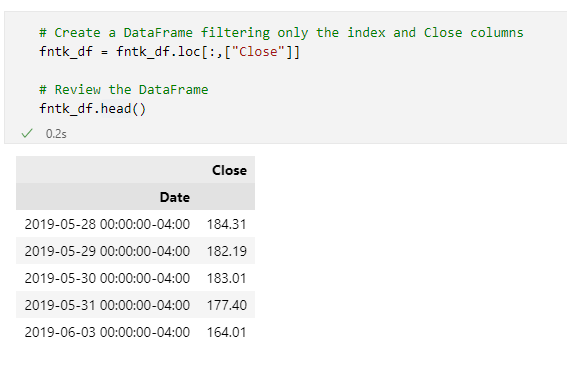 # Create a DataFrame filtering only the index and Close columns
fntk_df = fntk_df.loc[:,["Close"]]
# Review the DataFrame
fntk_df.head()
✓ 0.2s
Close
Date
2019-05-28 00:00:00-04:00 184.31
2019-05-29 00:00:00-04:00 182.19
2019-05-30 00:00:00-04:00 183.01
2019-05-31 00:00:00-04:00 177.40
2019-06-03 00:00:00-04:00 164.01